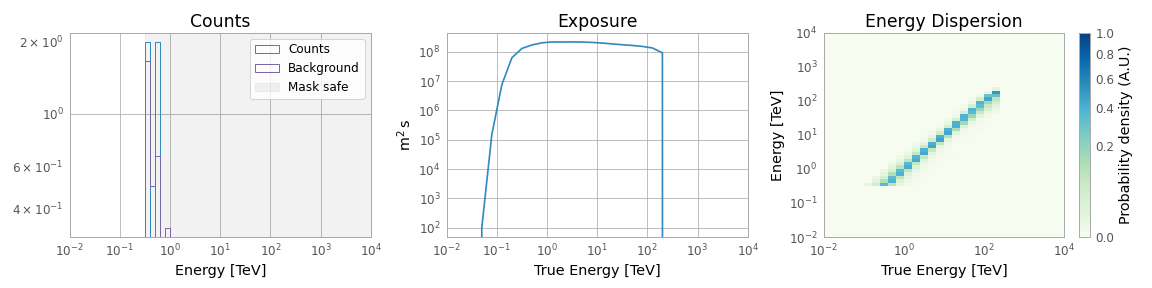 Counts
2 × 10⁰
10⁰
6 × 10⁻¹
4 × 10⁻¹
10⁻² 10⁻¹ 10⁰ 10¹ 10² 10³ 10⁴
Energy [TeV]
Counts
Background
Mask safe
Exposure
m² s
10⁸
10⁷
10⁶
10⁵
10⁴
10³
10²
10⁻² 10⁻¹ 10⁰ 10¹ 10² 10³ 10⁴
True Energy [TeV]
Energy Dispersion
Energy [TeV]
10⁴
10³
10²
10¹
10⁰
10⁻¹
10⁻²
10⁻² 10⁰ 10² 10⁴
True Energy [TeV]
1.0
0.8
0.6
0.4
0.2
0.0
Probability density (A.U.)